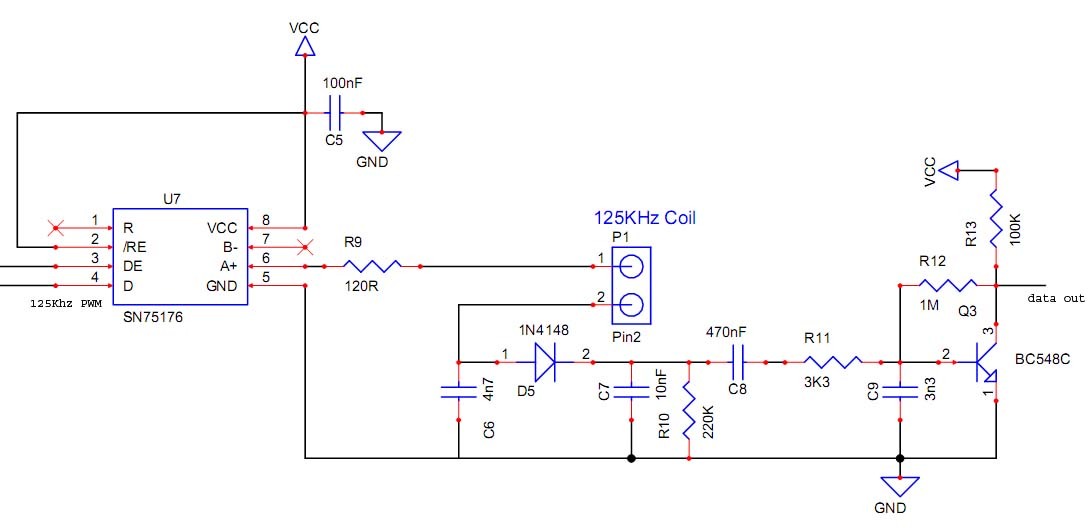 VCC
100nF
C5
GND
U7
1 R VCC 8
2 /RE B- 7
3 DE A+ 6
4 D GND 5
125Khz PWM
SN75176
R9
120R
125KHz Coil
P1
1
2
Pin2
1N4148
1 2
D5
4n7
C6
C7
10nF
R10
220K
470nF
C8
R11
3K3
VCC
R13
100K
R12
1M
Q3
data out
3
2
1
BC548C
C9
3n3
GND